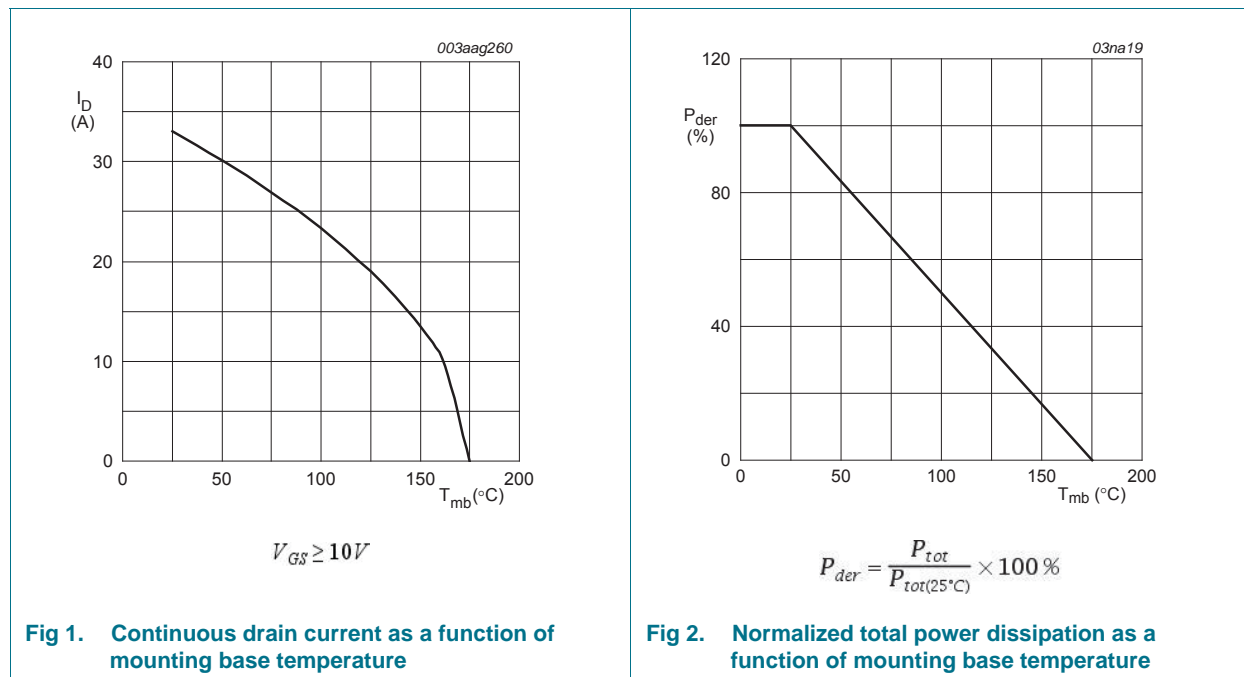 003aag260
40
I_D
(A)
30
20
10
0
0 50 100 150 200
T_mb(°C)
V_GS ≥ 10V
Fig 1. Continuous drain current as a function of
mounting base temperature
03na19
120
P_der
(%)
80
40
0
0 50 100 150 200
T_mb (°C)
P_der = P_tot / P_tot(25°C) × 100 %
Fig 2. Normalized total power dissipation as a
function of mounting base temperature